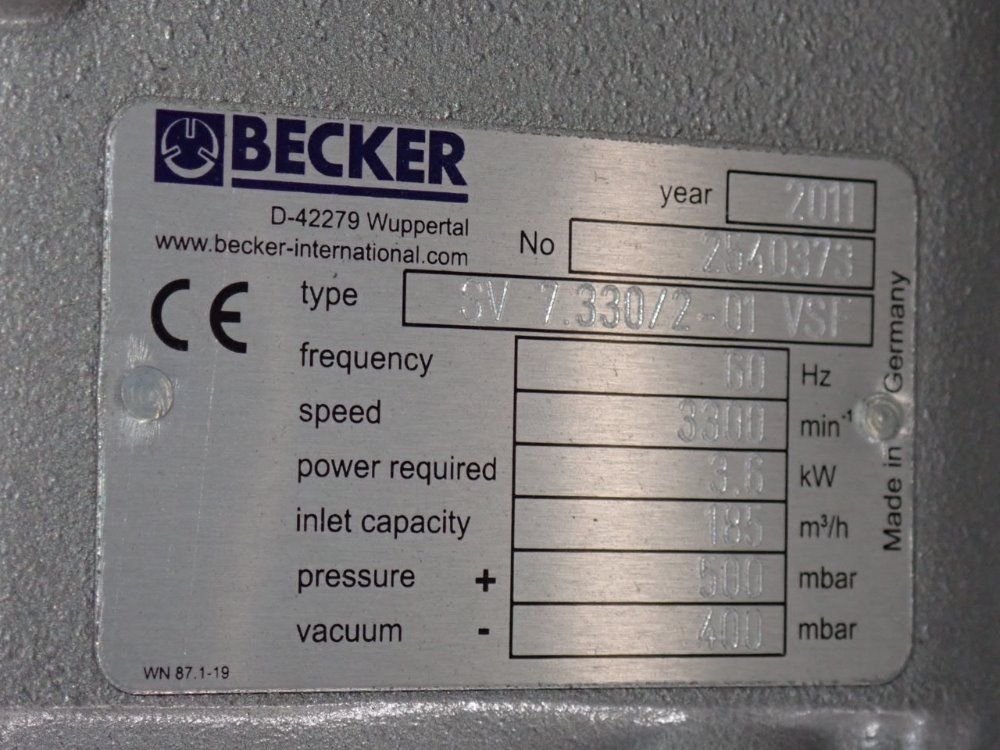 BECKER
D-42279 Wuppertal
www.becker-international.com
year 2011
No 2540373
CE
type 3V 7.330/2-01 VSF
frequency 60 Hz
speed 3300 min-1
power required 3.6 kW
inlet capacity 185 m³/h
pressure + 500 mbar
vacuum - 400 mbar
WN 87.1-19
Made in Germany